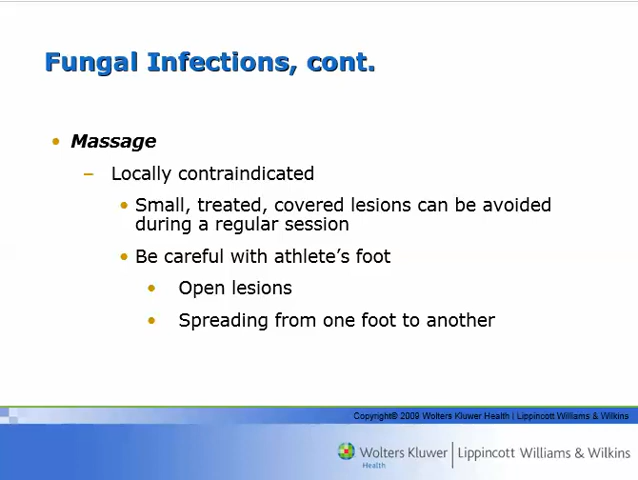 Fungal Infections, cont.
• Massage
– Locally contraindicated
• Small, treated, covered lesions can be avoided
during a regular session
• Be careful with athlete's foot
• Open lesions
• Spreading from one foot to another
Copyright© 2009 Wolters Kluwer Health | Lippincott Williams & Wilkins
Wolters Kluwer | Lippincott Williams & Wilkins
Health